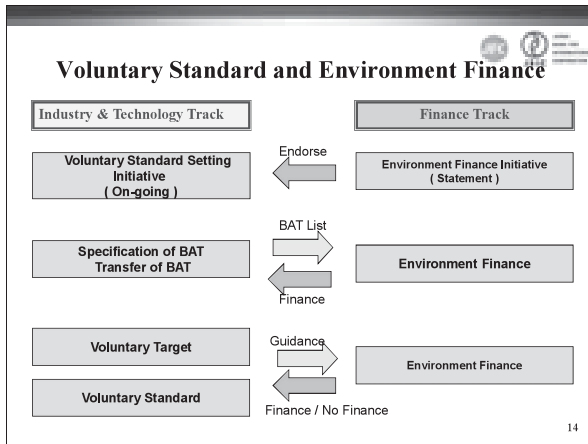 Voluntary Standard and Environment Finance
Industry & Technology Track
Finance Track
Voluntary Standard Setting
Initiative
( On-going )
Endorse
Environment Finance Initiative
( Statement )
Specification of BAT
Transfer of BAT
BAT List
Finance
Environment Finance
Voluntary Target
Voluntary Standard
Guidance
Finance / No Finance
Environment Finance
14